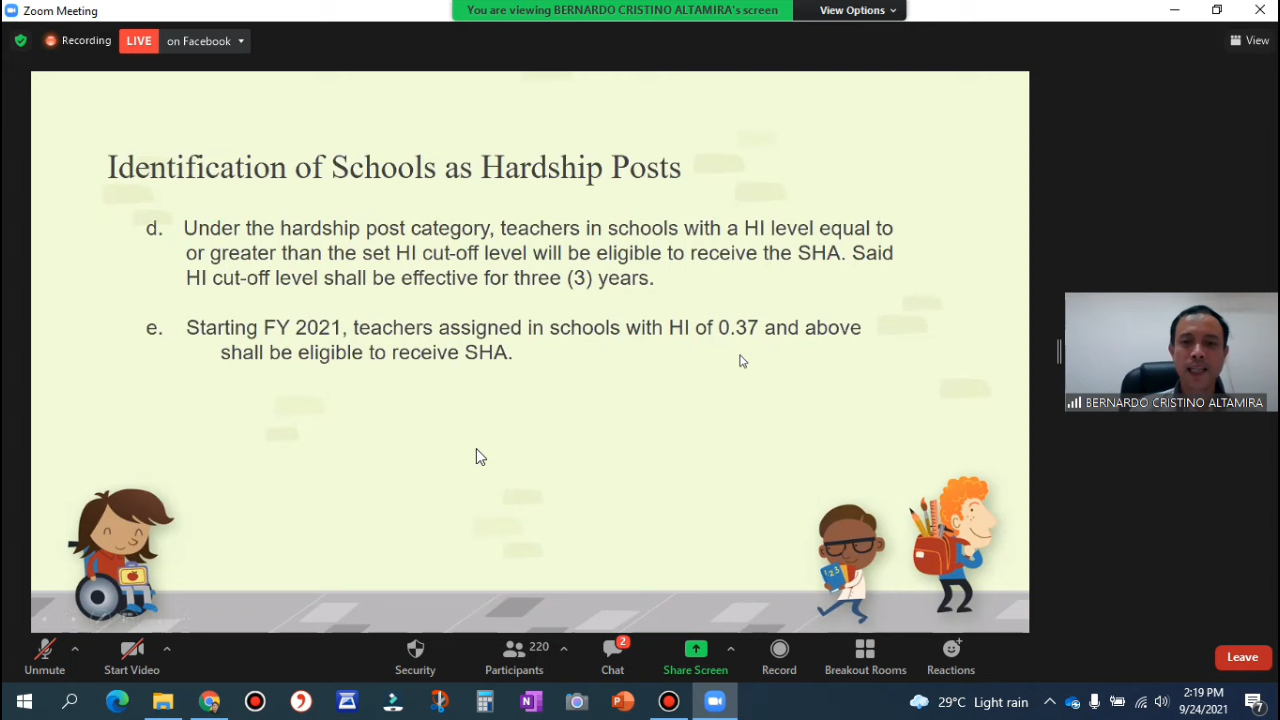 Zoom Meeting
You are viewing BERNARDO CRISTINO ALTAMIRA's screen
View Options
Recording
LIVE
on Facebook
View
Identification of Schools as Hardship Posts
d. Under the hardship post category, teachers in schools with a HI level equal to
or greater than the set HI cut-off level will be eligible to receive the SHA. Said
HI cut-off level shall be effective for three (3) years.
e. Starting FY 2021, teachers assigned in schools with HI of 0.37 and above
shall be eligible to receive SHA.
BERNARDO CRISTINO ALTAMIRA
123
Unmute
Start Video
Security
220
Participants
2
Chat
Share Screen
Record
Breakout Rooms
Reactions
Leave
29°C Light rain
2:19 PM
9/24/2021
7